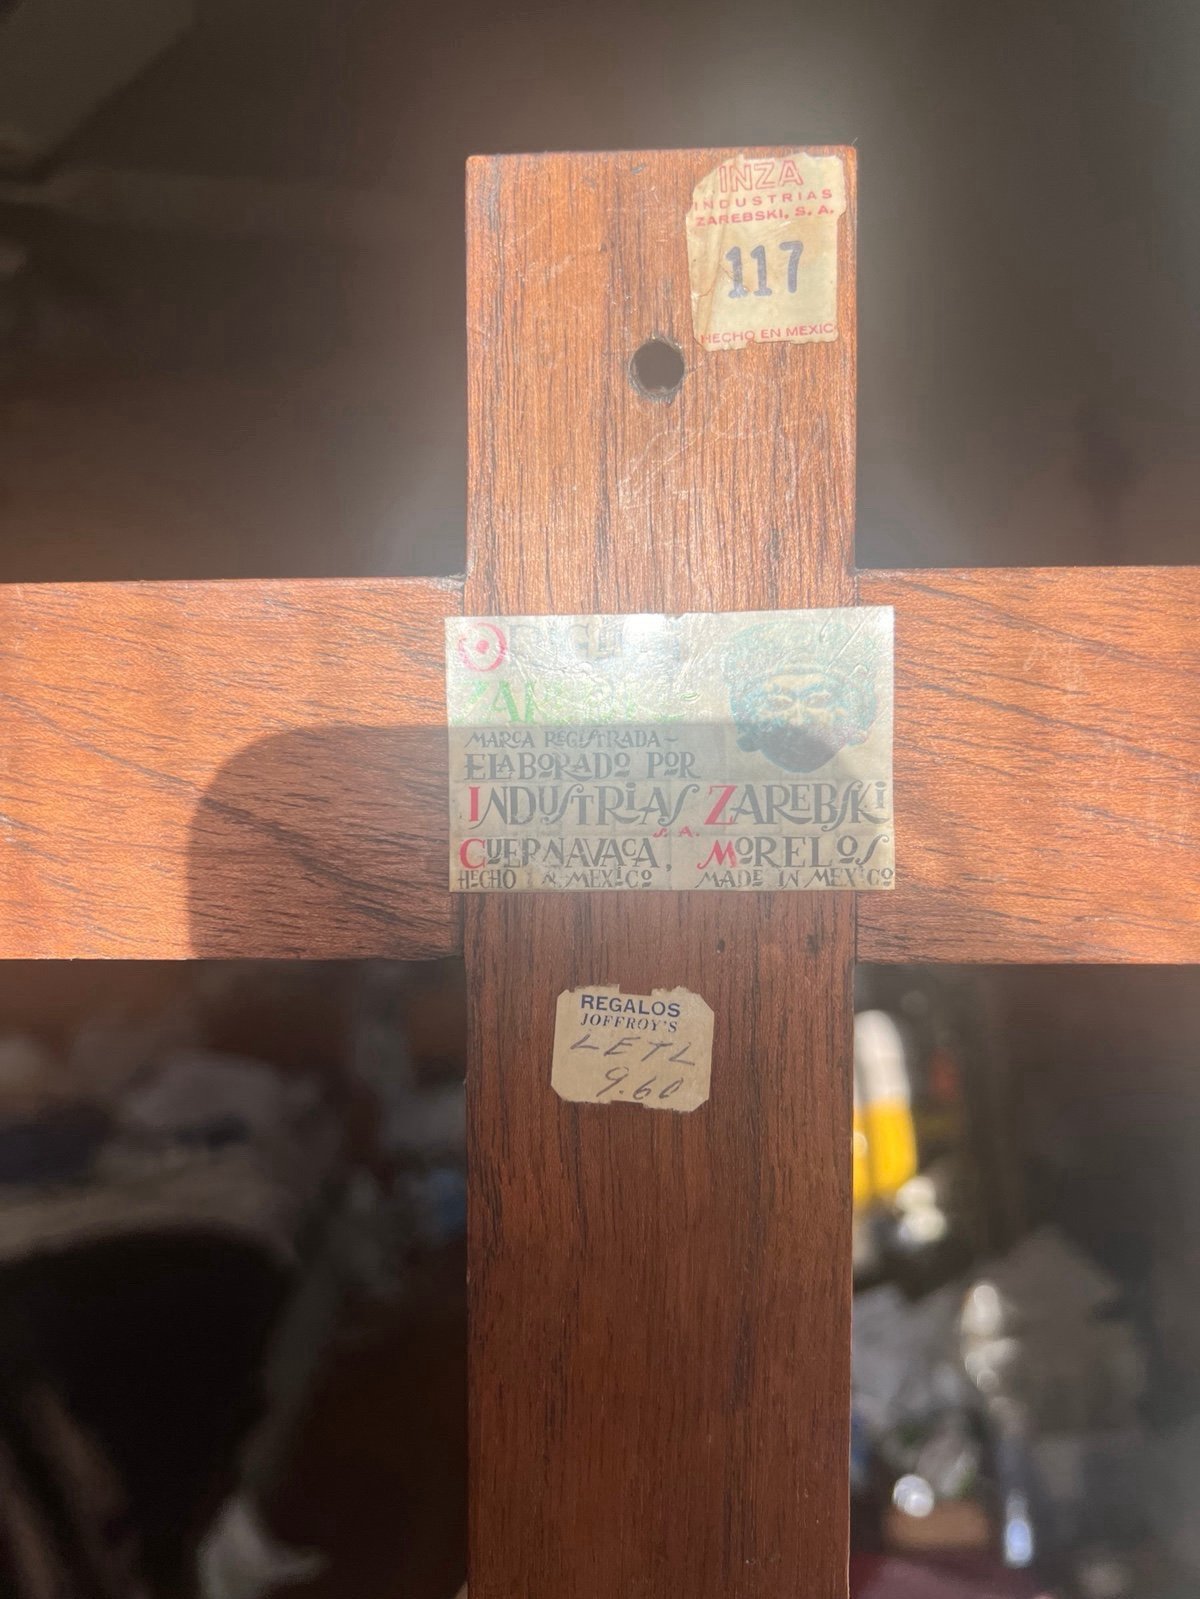 INZA
INDUSTRIAS
ZAREBSKI, S. A.
117
HECHO EN MEXIC
MARCA REGISTRADA-
ELABORADO POR
INDUSTRIAS ZAREBSKI
S. A.
CUERNAVACA, MORELOS
HECHO EN MEXICO MADE IN MEXICO
REGALOS
JOFFROY'S
LETL
9.60